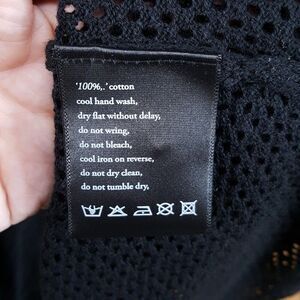 '100%,.' cotton
cool hand wash,
dry flat without delay,
do not wring,
do not bleach,
cool iron on reverse,
do not dry clean,
do not tumble dry,